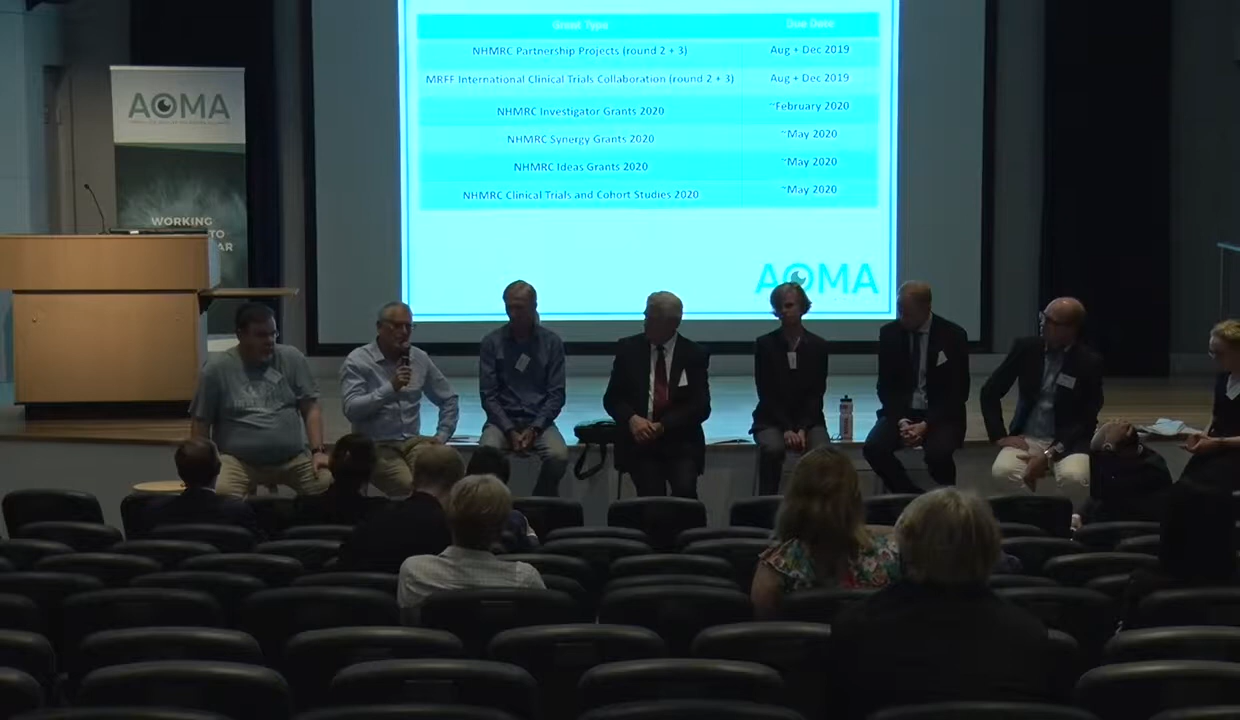 Grant Type Due Date
NHMRC Partnership Projects (round 2 + 3) Aug + Dec 2019
MRFF International Clinical Trials Collaboration (round 2 + 3) Aug + Dec 2019
NHMRC Investigator Grants 2020 ~February 2020
NHMRC Synergy Grants 2020 ~May 2020
NHMRC Ideas Grants 2020 ~May 2020
NHMRC Clinical Trials and Cohort Studies 2020 ~May 2020
AOMA
AOMA
WORKING
TO
AR